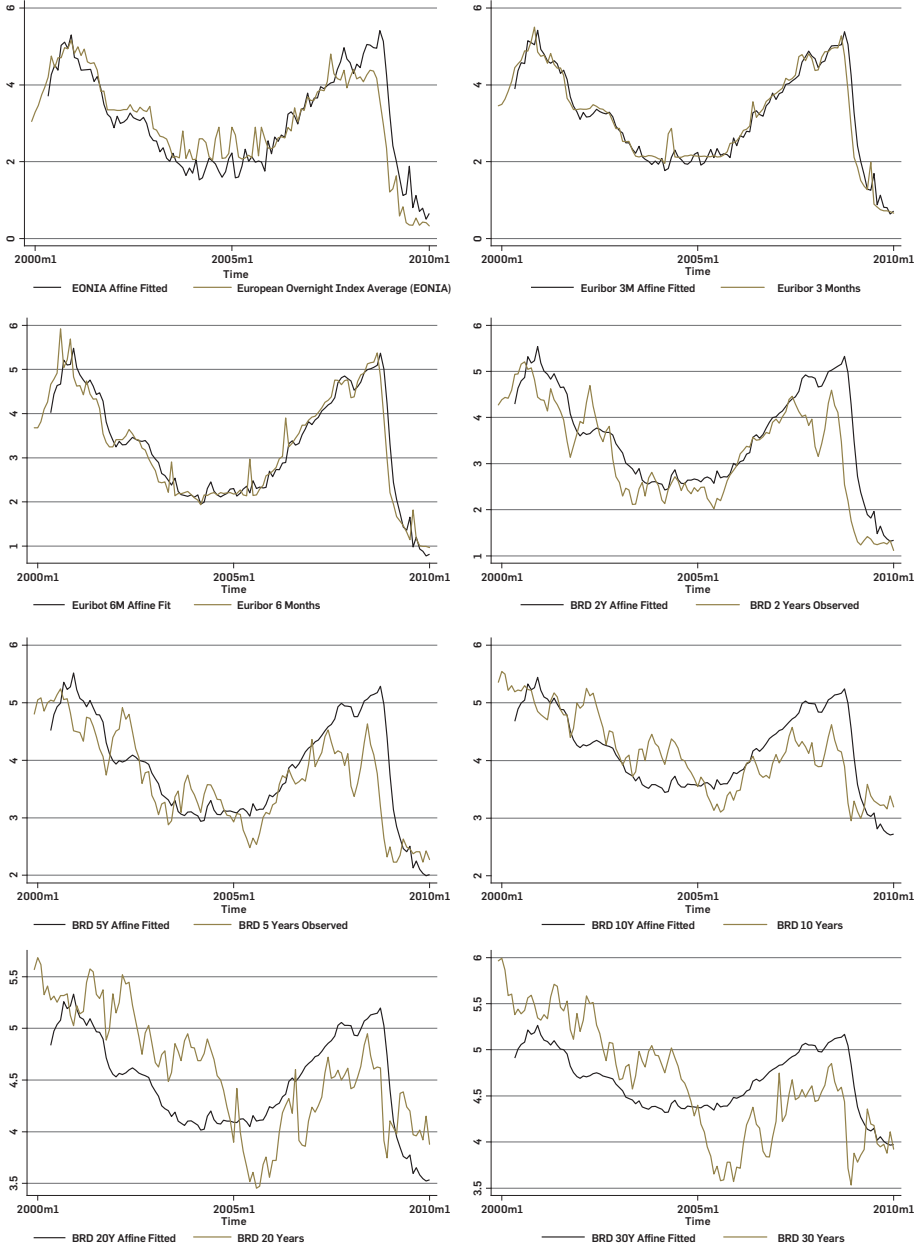 6
4
2
0
2000m1 2005m1 2010m1
Time
EONIA Affine Fitted European Overnight Index Average (EONIA)
6
4
2
0
2000m1 2005m1 2010m1
Time
Euribor 3M Affine Fitted Euribor 3 Months
6
5
4
3
2
1
2000m1 2005m1 2010m1
Time
Euribot 6M Affine Fit Euribor 6 Months
6
5
4
3
2
1
2000m1 2005m1 2010m1
Time
BRD 2Y Affine Fitted BRD 2 Years Observed
6
5
4
3
2
2000m1 2005m1 2010m1
Time
BRD 5Y Affine Fitted BRD 5 Years Observed
6
5
4
3
2
2000m1 2005m1 2010m1
Time
BRD 10Y Affine Fitted BRD 10 Years
5.5
5
4.5
4
3.5
2000m1 2005m1 2010m1
Time
BRD 20Y Affine Fitted BRD 20 Years
6
5.5
5
4.5
4
3.5
2000m1 2005m1 2010m1
Time
BRD 30Y Affine Fitted BRD 30 Years